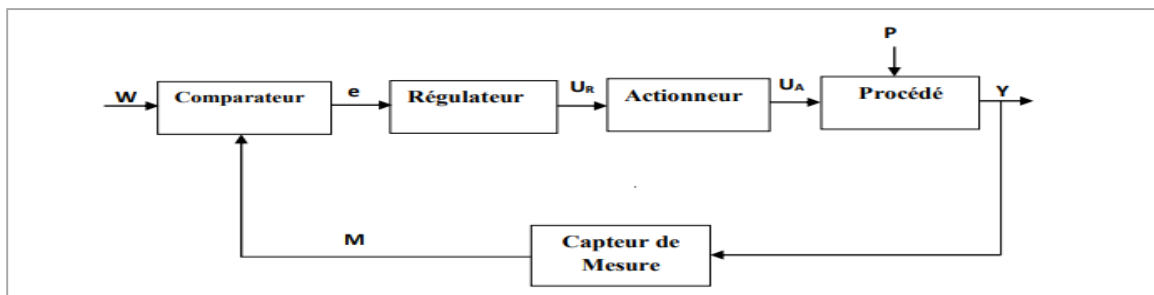 P
W
Comparateur
e
Régulateur
UR
Actionneur
UA
Procédé
Y
M
Capteur de
Mesure